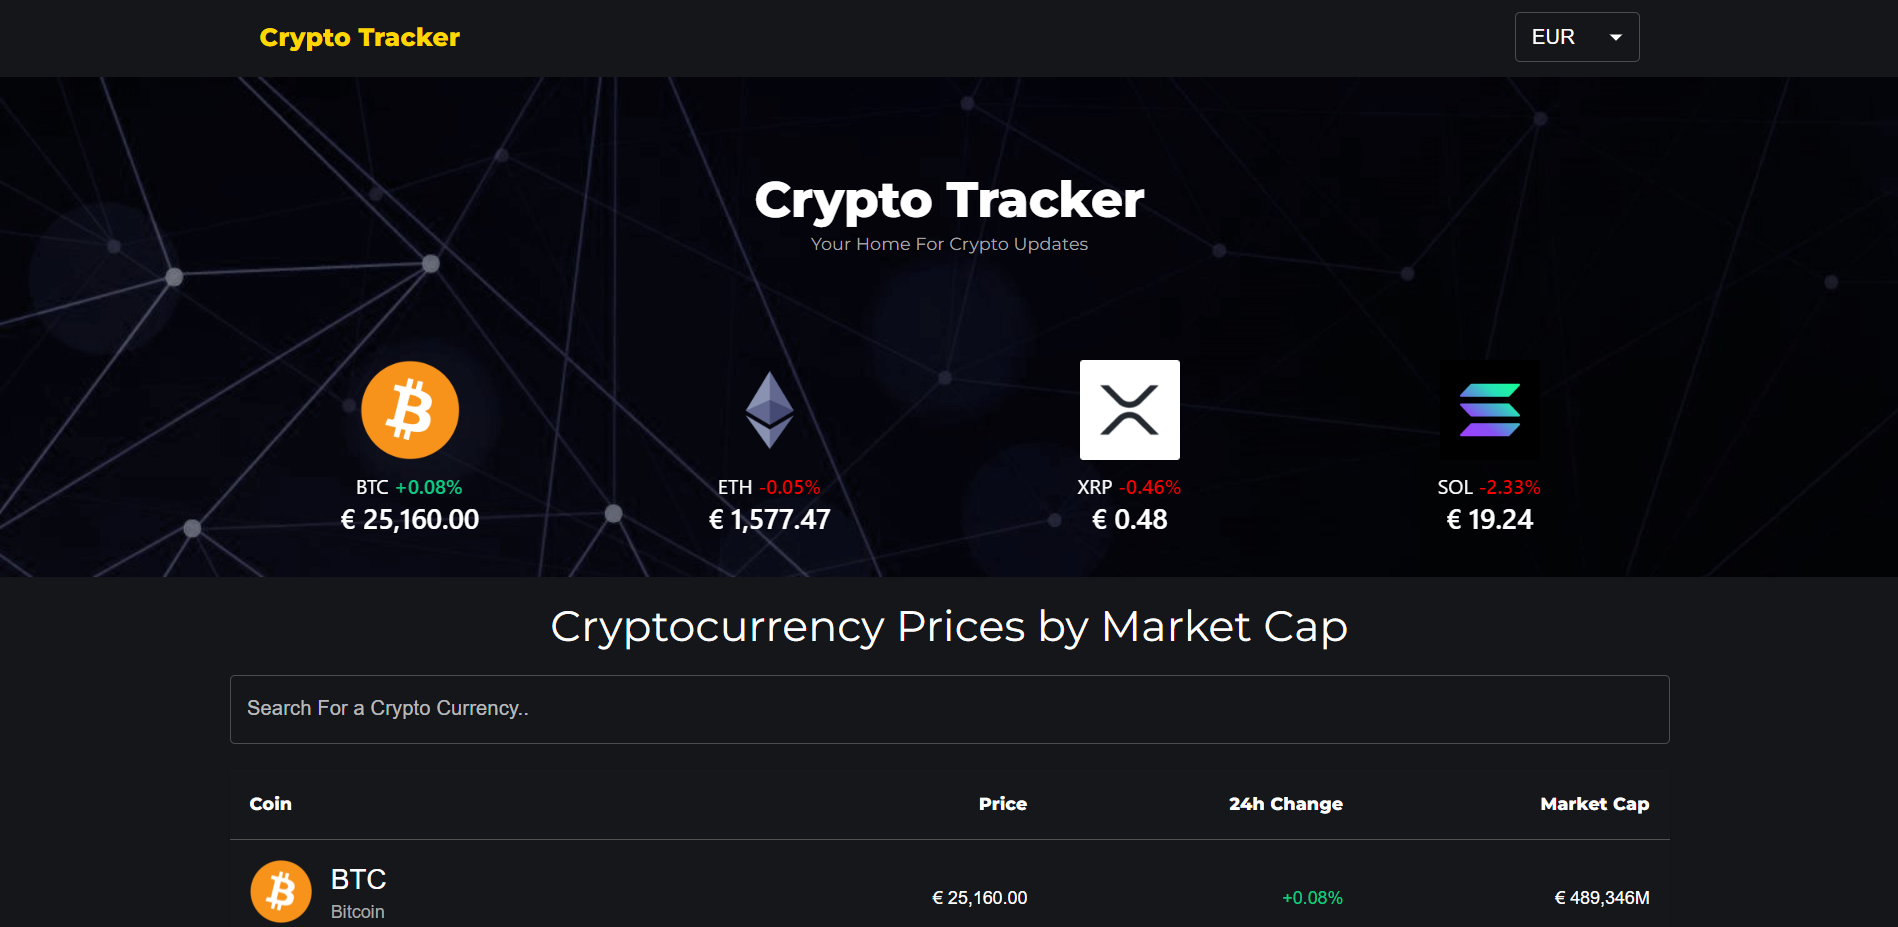 Crypto Tracker
EUR
Crypto Tracker
Your Home For Crypto Updates
BTC +0.08%
€ 25,160.00
ETH -0.05%
€ 1,577.47
XRP -0.46%
€ 0.48
SOL -2.33%
€ 19.24
Cryptocurrency Prices by Market Cap
Search For a Crypto Currency..
Coin Price 24h Change Market Cap
BTC
Bitcoin
€ 25,160.00 +0.08% € 489,346M